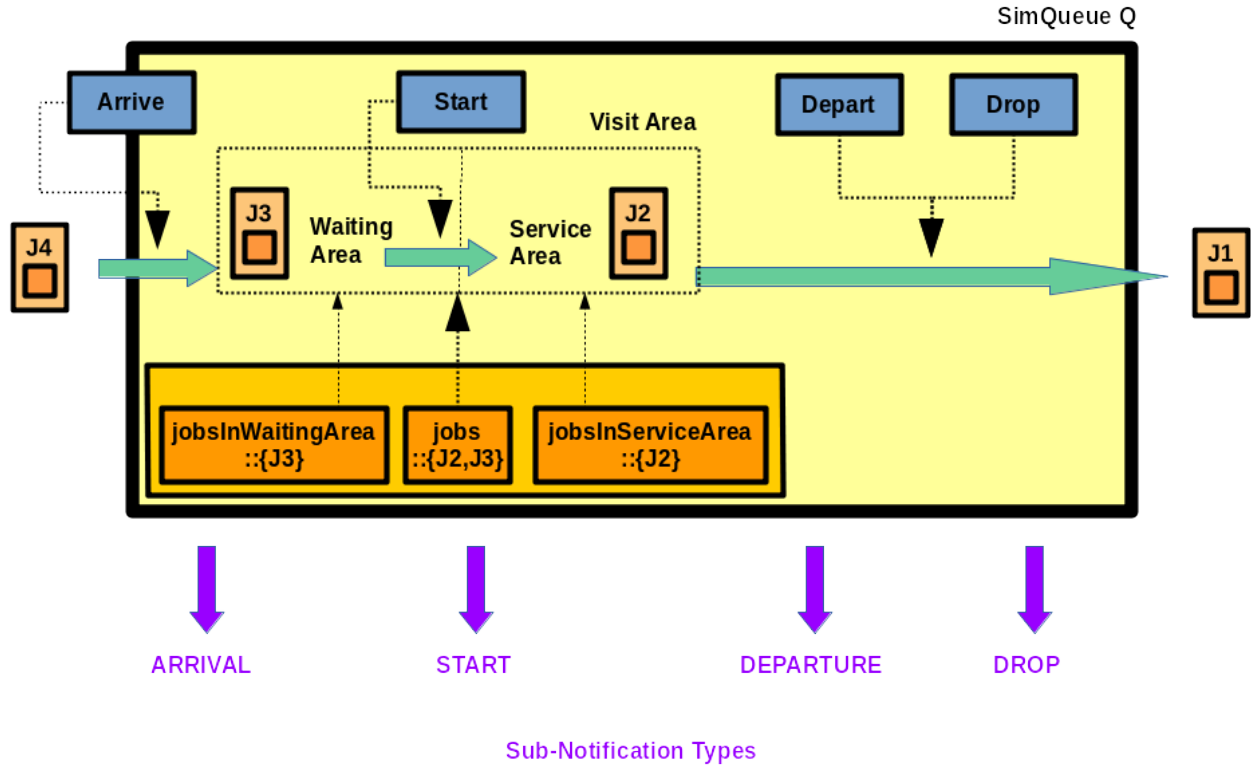 SimQueue Q
Arrive
Start
Depart
Drop
Visit Area
J4
J3
Waiting
Area
Service
Area
J2
J1
jobsInWaitingArea
::{J3}
jobs
::{J2,J3}
jobsInServiceArea
::{J2}
ARRIVAL
START
DEPARTURE
DROP
Sub-Notification Types